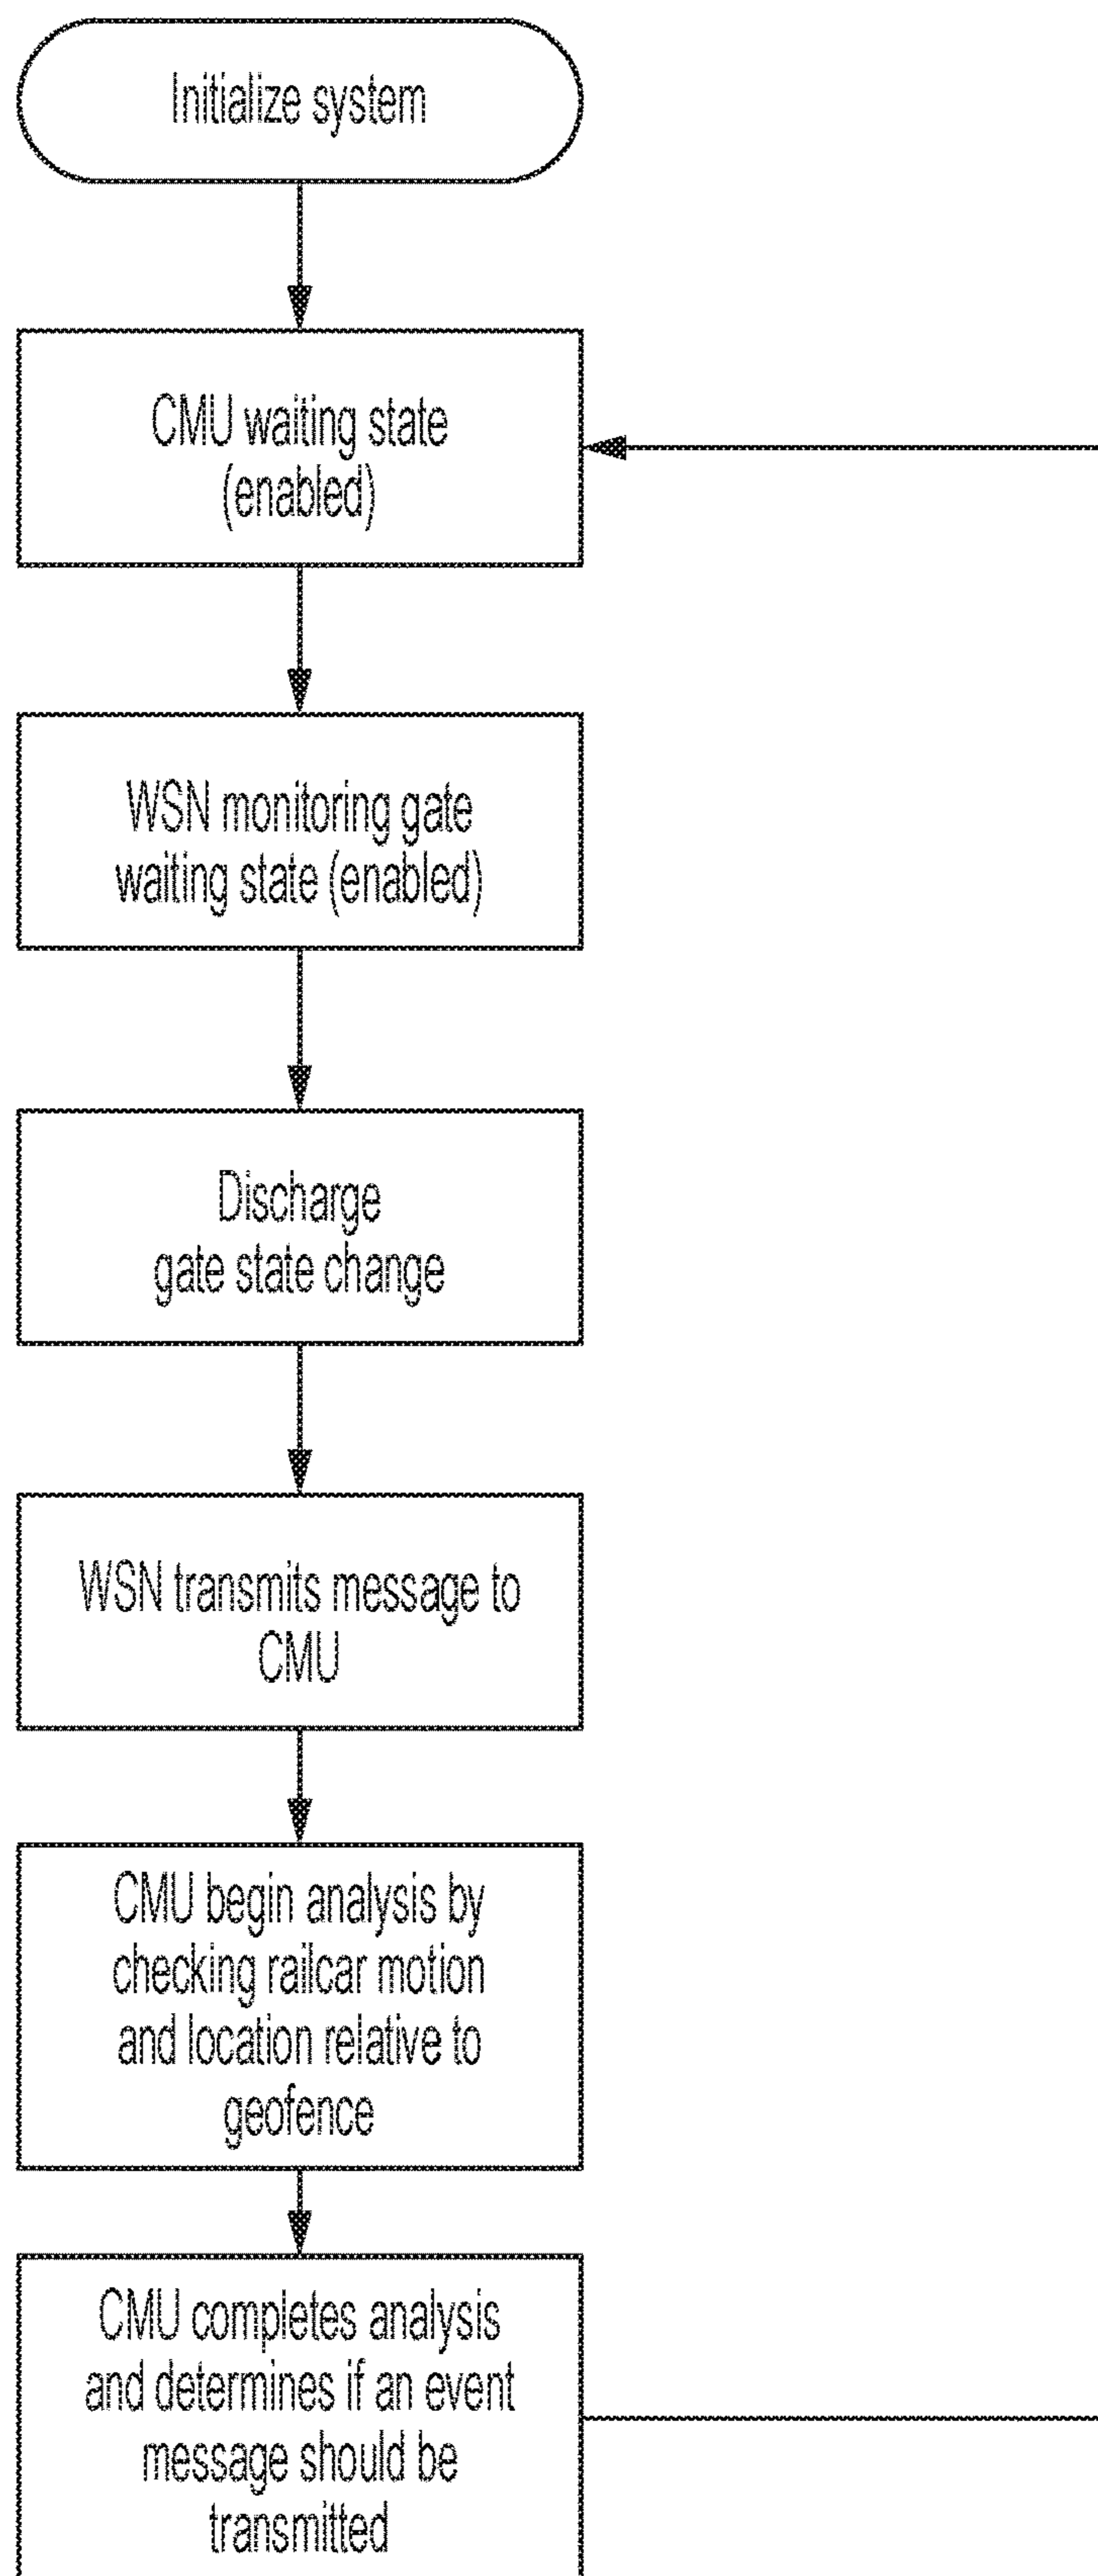 Initialize system
CMU waiting state
(enabled)
WSN monitoring gate
waiting state (enabled)
Discharge
gate state change
WSN transmits message to
CMU
CMU begin analysis by
checking railcar motion
and location relative to
geofence
CMU completes analysis
and determines if an event
message should be
transmitted